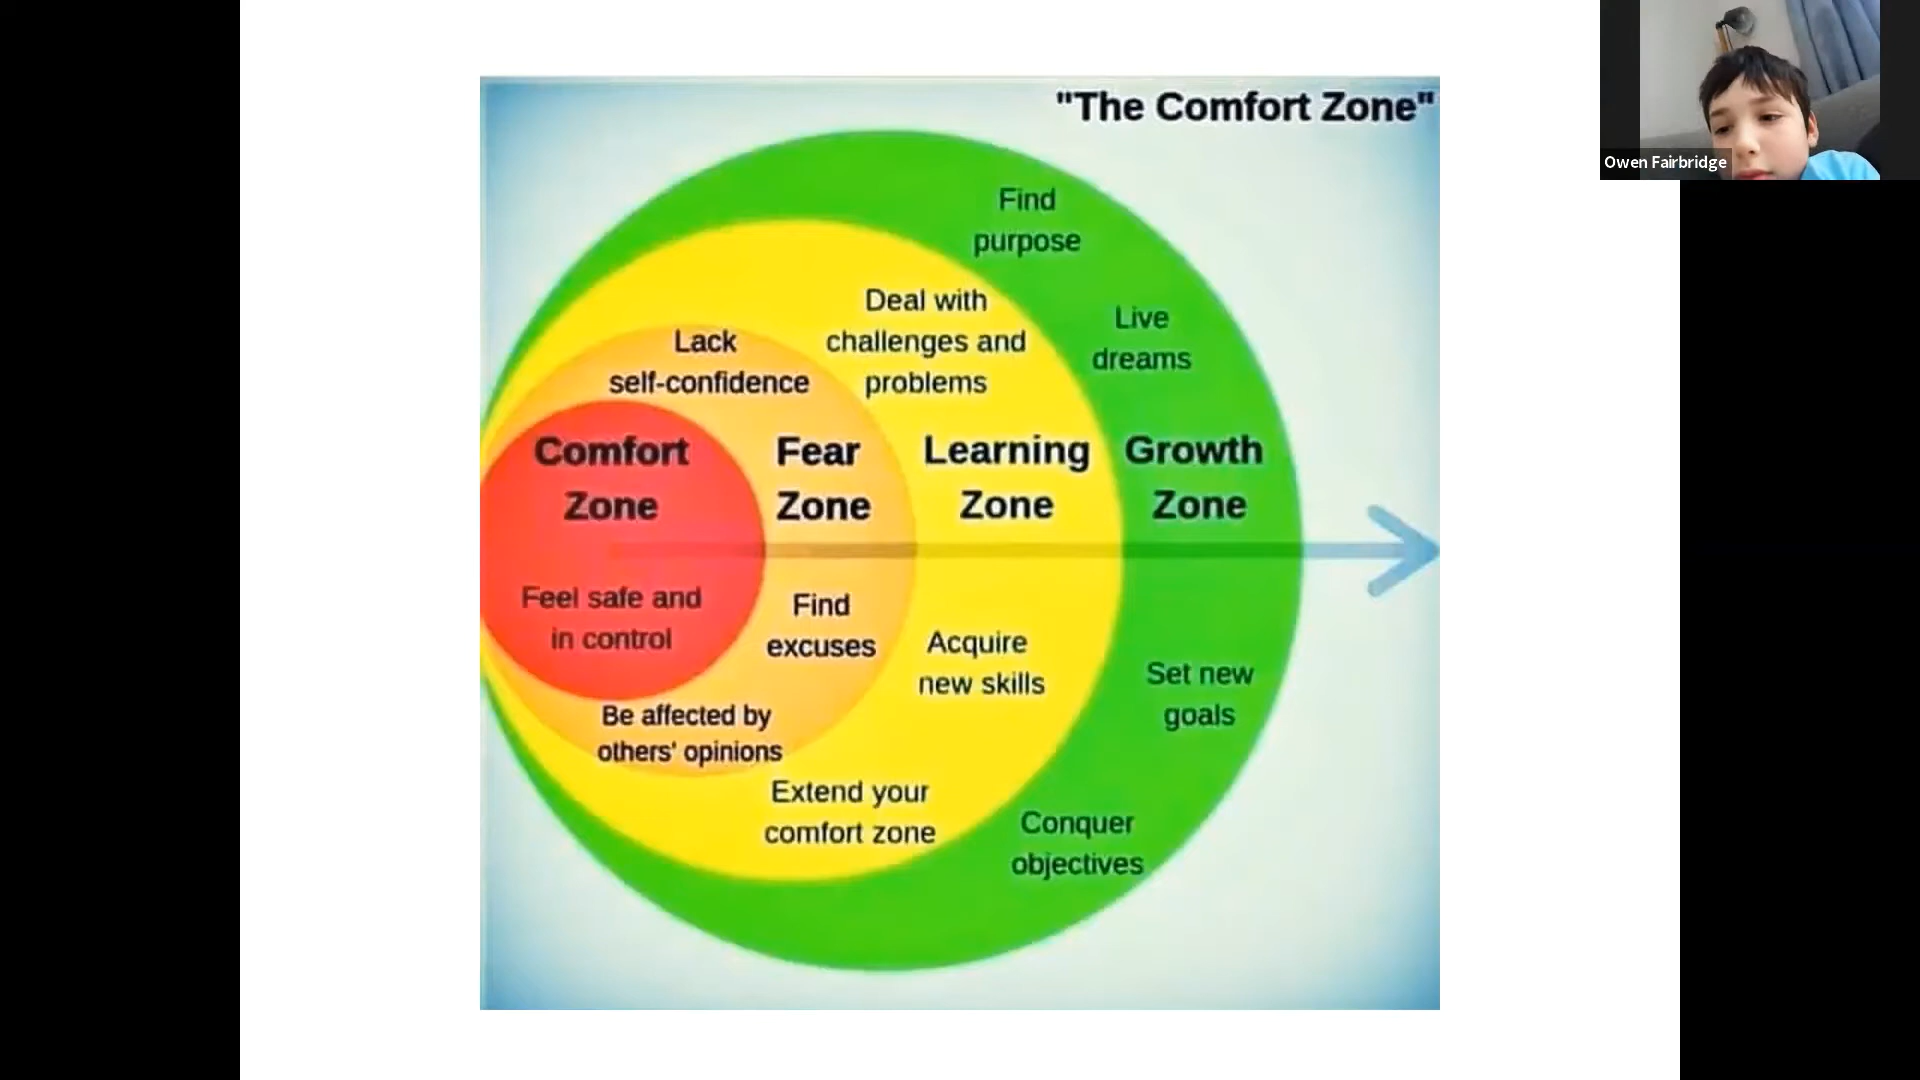 "The Comfort Zone"
Find
purpose
Live
dreams
Deal with
challenges and
problems
Lack
self-confidence
Comfort
Zone
Fear
Zone
Learning
Zone
Growth
Zone
Feel safe and
in control
Find
excuses
Acquire
new skills
Set new
goals
Be affected by
others' opinions
Extend your
comfort zone
Conquer
objectives
Owen Fairbridge